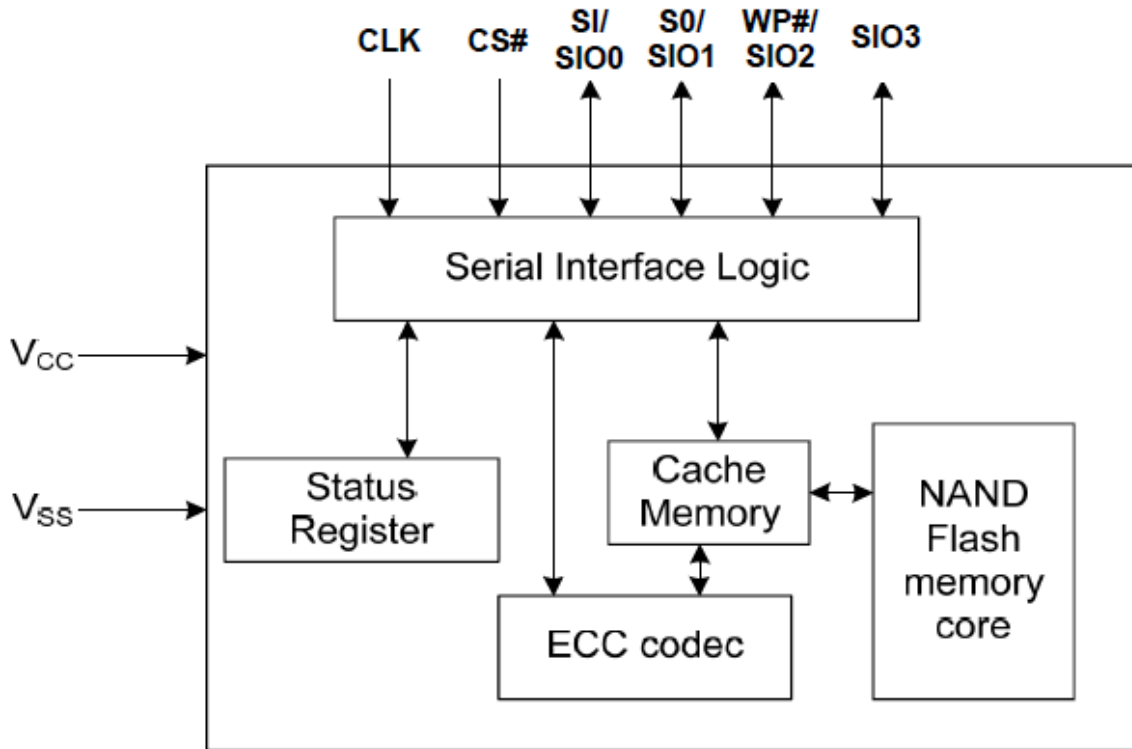 CLK
CS#
SI/
SIO0
S0/
SIO1
WP#/
SIO2
SIO3
Serial Interface Logic
VCC
Status
Register
Cache
Memory
NAND
Flash
memory
core
VSS
ECC codec